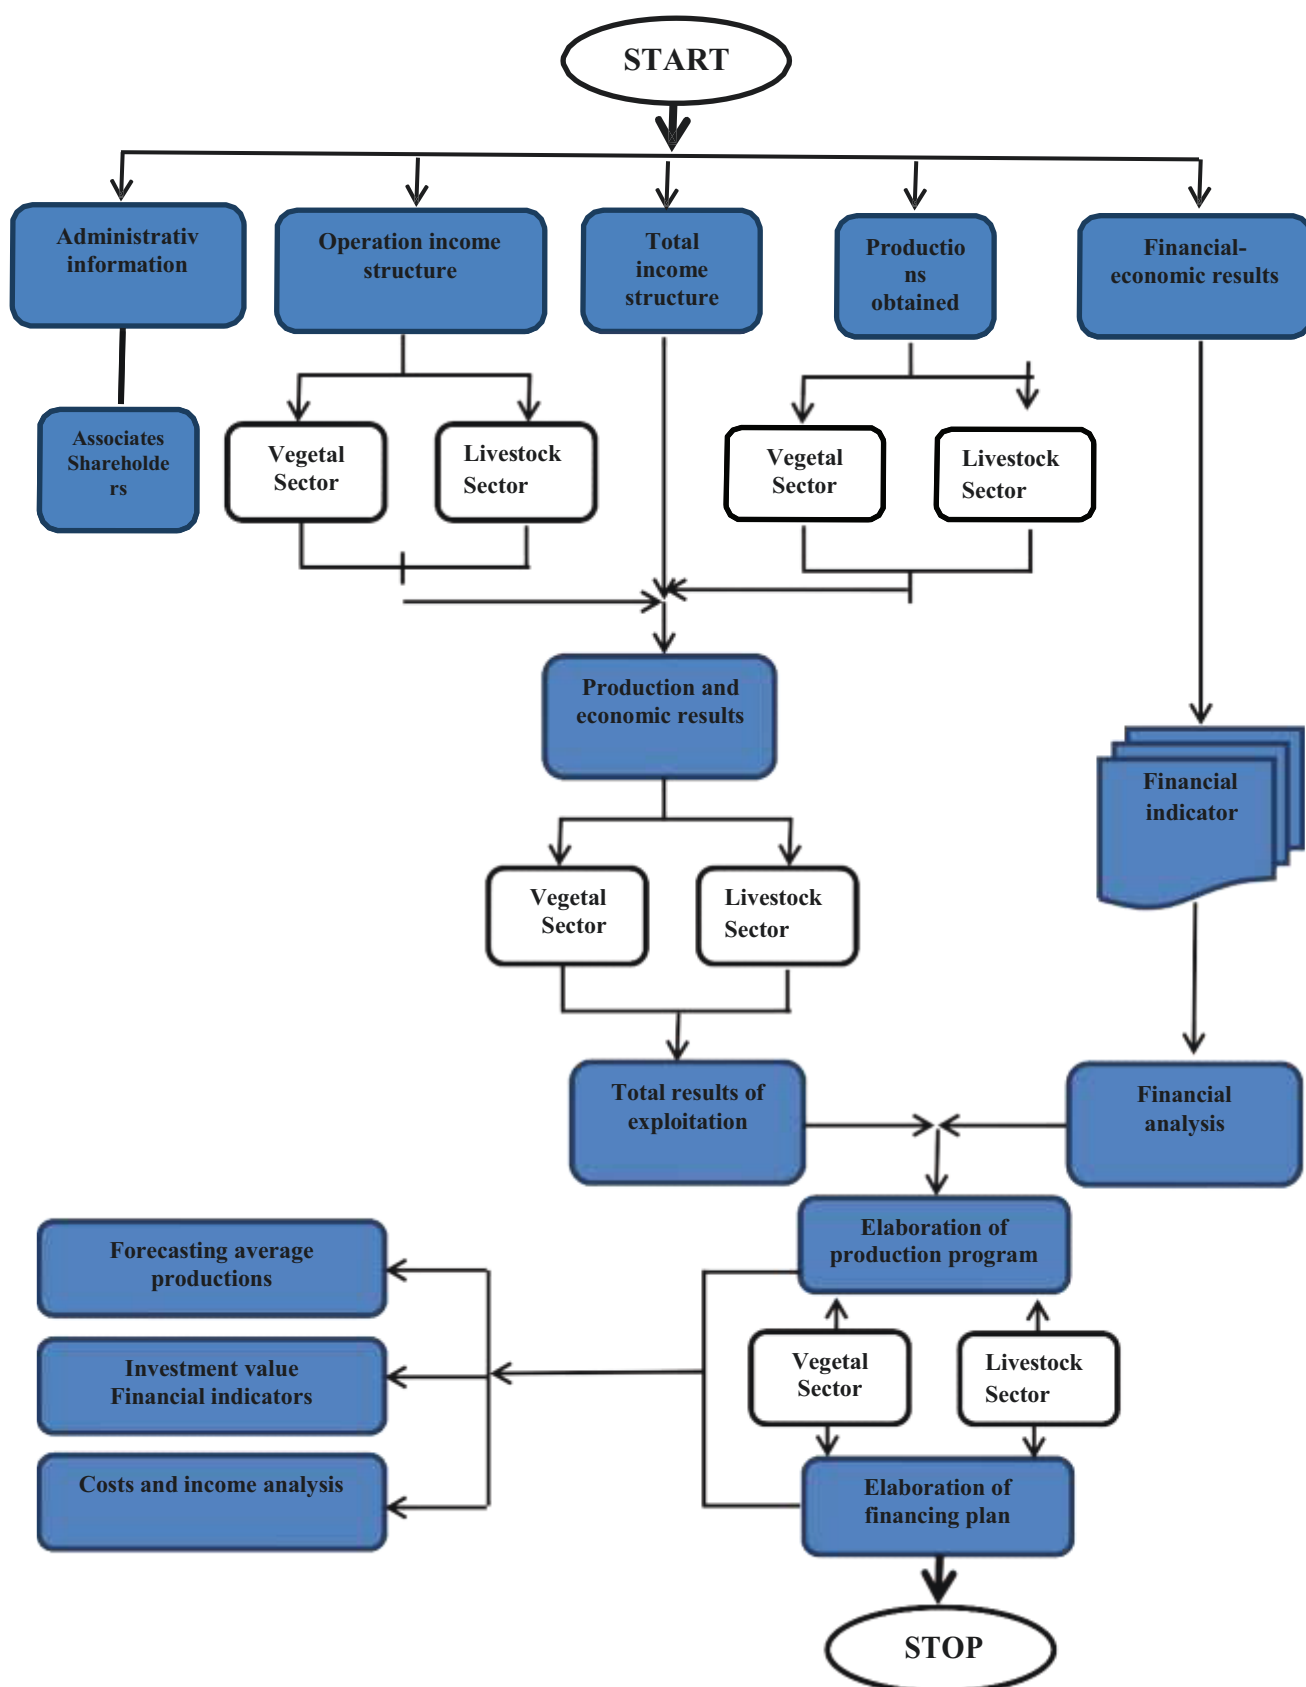 START
Administrativ
information
Operation income
structure
Total
income
structure
Productio
ns
obtained
Financial-
economic results
Associates
Shareholde
rs
Vegetal
Sector
Livestock
Sector
Vegetal
Sector
Livestock
Sector
Production and
economic results
Financial
indicator
Vegetal
Sector
Livestock
Sector
Total results of
exploitation
Financial
analysis
Elaboration of
production program
Forecasting average
productions
Vegetal
Sector
Livestock
Sector
Investment value
Financial indicators
Costs and income analysis
Elaboration of
financing plan
STOP